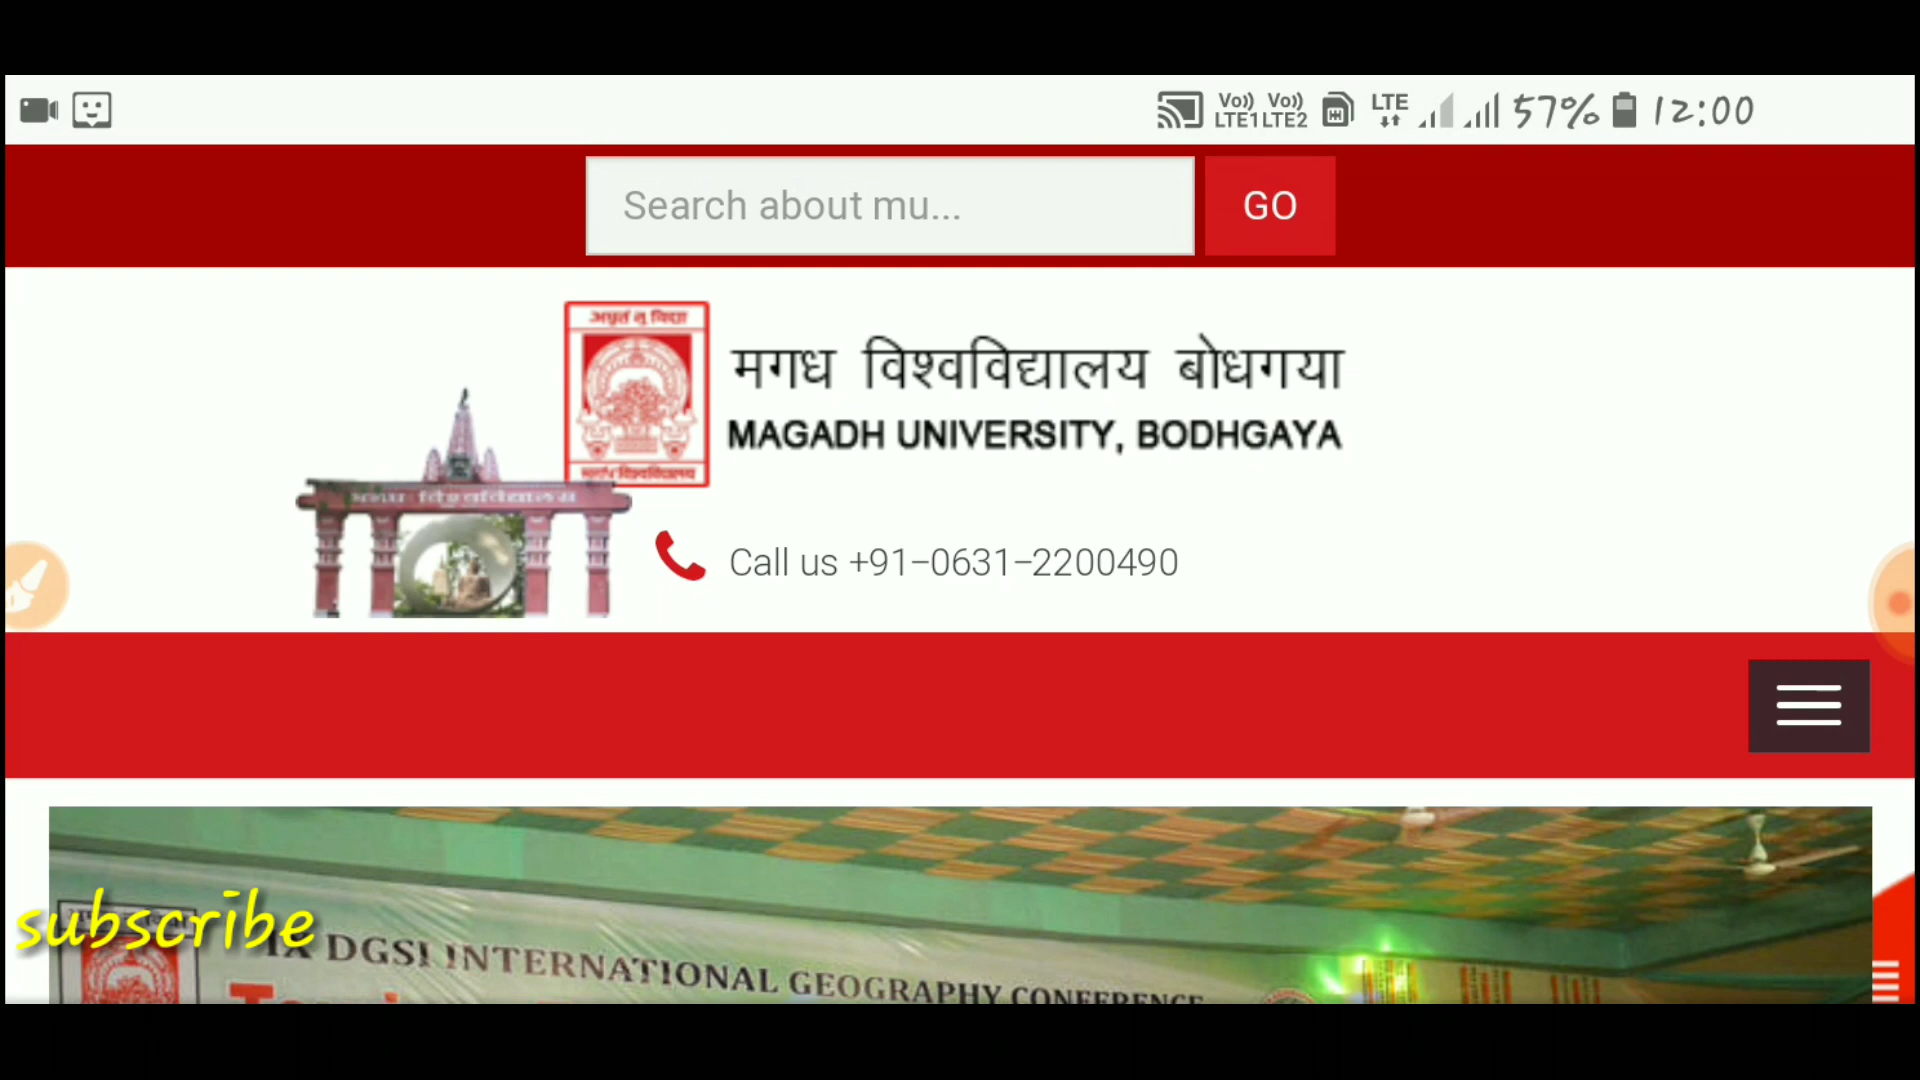 Vo)) LTE1 Vo)) LTE2 LTE 57% 12:00
Search about mu... GO
मगध विश्वविद्यालय बोधगया
MAGADH UNIVERSITY, BODHGAYA
Call us +91-0631-2200490
subscribe
IX DGSI INTERNATIONAL GEOGRAPHY CONFERENCE